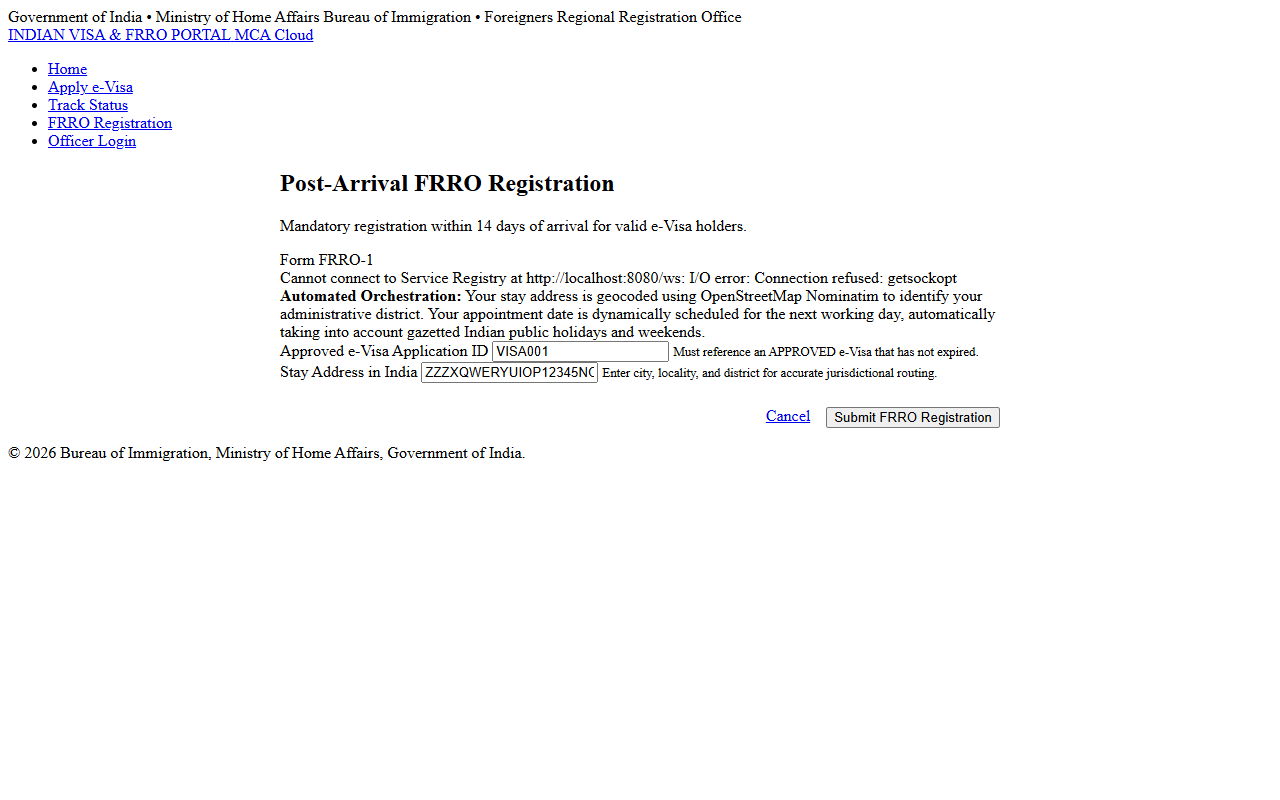 Government of India • Ministry of Home Affairs Bureau of Immigration • Foreigners Regional Registration Office
INDIAN VISA & FRRO PORTAL MCA Cloud
Home
Apply e-Visa
Track Status
FRRO Registration
Officer Login
Post-Arrival FRRO Registration
Mandatory registration within 14 days of arrival for valid e-Visa holders.
Form FRRO-1
Cannot connect to Service Registry at http://localhost:8080/ws: I/O error: Connection refused: getsockopt
Automated Orchestration: Your stay address is geocoded using OpenStreetMap Nominatim to identify your
administrative district. Your appointment date is dynamically scheduled for the next working day, automatically
taking into account gazetted Indian public holidays and weekends.
Approved e-Visa Application ID VISA001 Must reference an APPROVED e-Visa that has not expired.
Stay Address in India ZZZXQWERYUIOP12345NO Enter city, locality, and district for accurate jurisdictional routing.
Cancel Submit FRRO Registration
© 2026 Bureau of Immigration, Ministry of Home Affairs, Government of India.